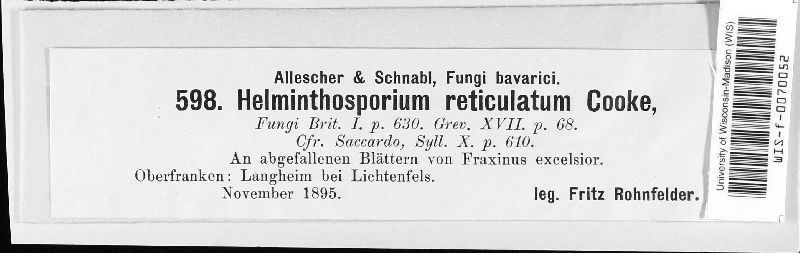 Allescher & Schnabl, Fungi bavarici.
598. Helminthosporium reticulatum Cooke,
Fungi Brit. I. p. 630. Grev. XVII. p. 68.
Cfr. Saccardo, Syll. X. p. 610.
An abgefallenen Blättern von Fraxinus excelsior.
Oberfranken: Langheim bei Lichtenfels.
November 1895.
leg. Fritz Rohnfelder.
University of Wisconsin-Madison (WIS)
WIS-f-0070052